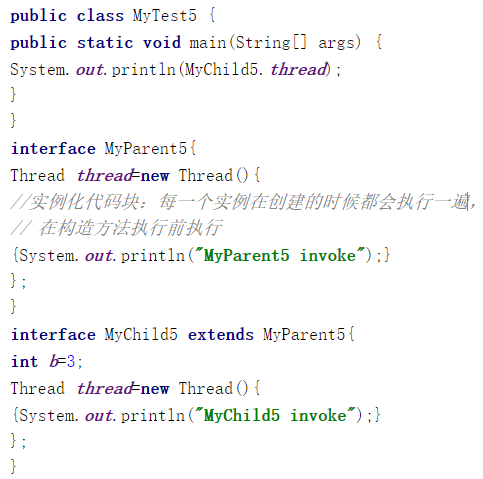 public class MyTest5 {
public static void main(String[] args) {
System.out.println(MyChild5.thread);
}
}
interface MyParent5{
Thread thread=new Thread(){
//实例化代码块：每一个实例在创建的时候都会执行一遍，
// 在构造方法执行前执行
{System.out.println("MyParent5 invoke");}
};
}
interface MyChild5 extends MyParent5{
int b=3;
Thread thread=new Thread(){
{System.out.println("MyChild5 invoke");}
};
}